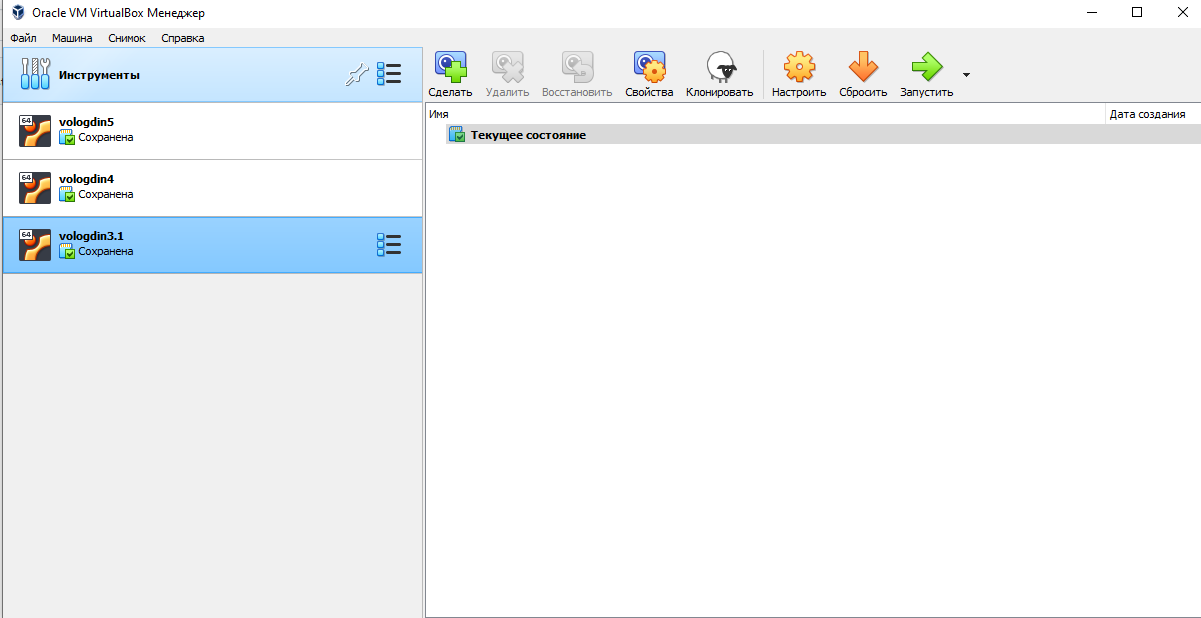 Oracle VM VirtualBox Менеджер
Файл Машина Снимок Справка
Инструменты
Сделать Удалить Восстановить Свойства Клонировать Настроить Сбросить Запустить
Имя Дата создания
Текущее состояние
64 vologdin5
Сохранена
64 vologdin4
Сохранена
64 vologdin3.1
Сохранена